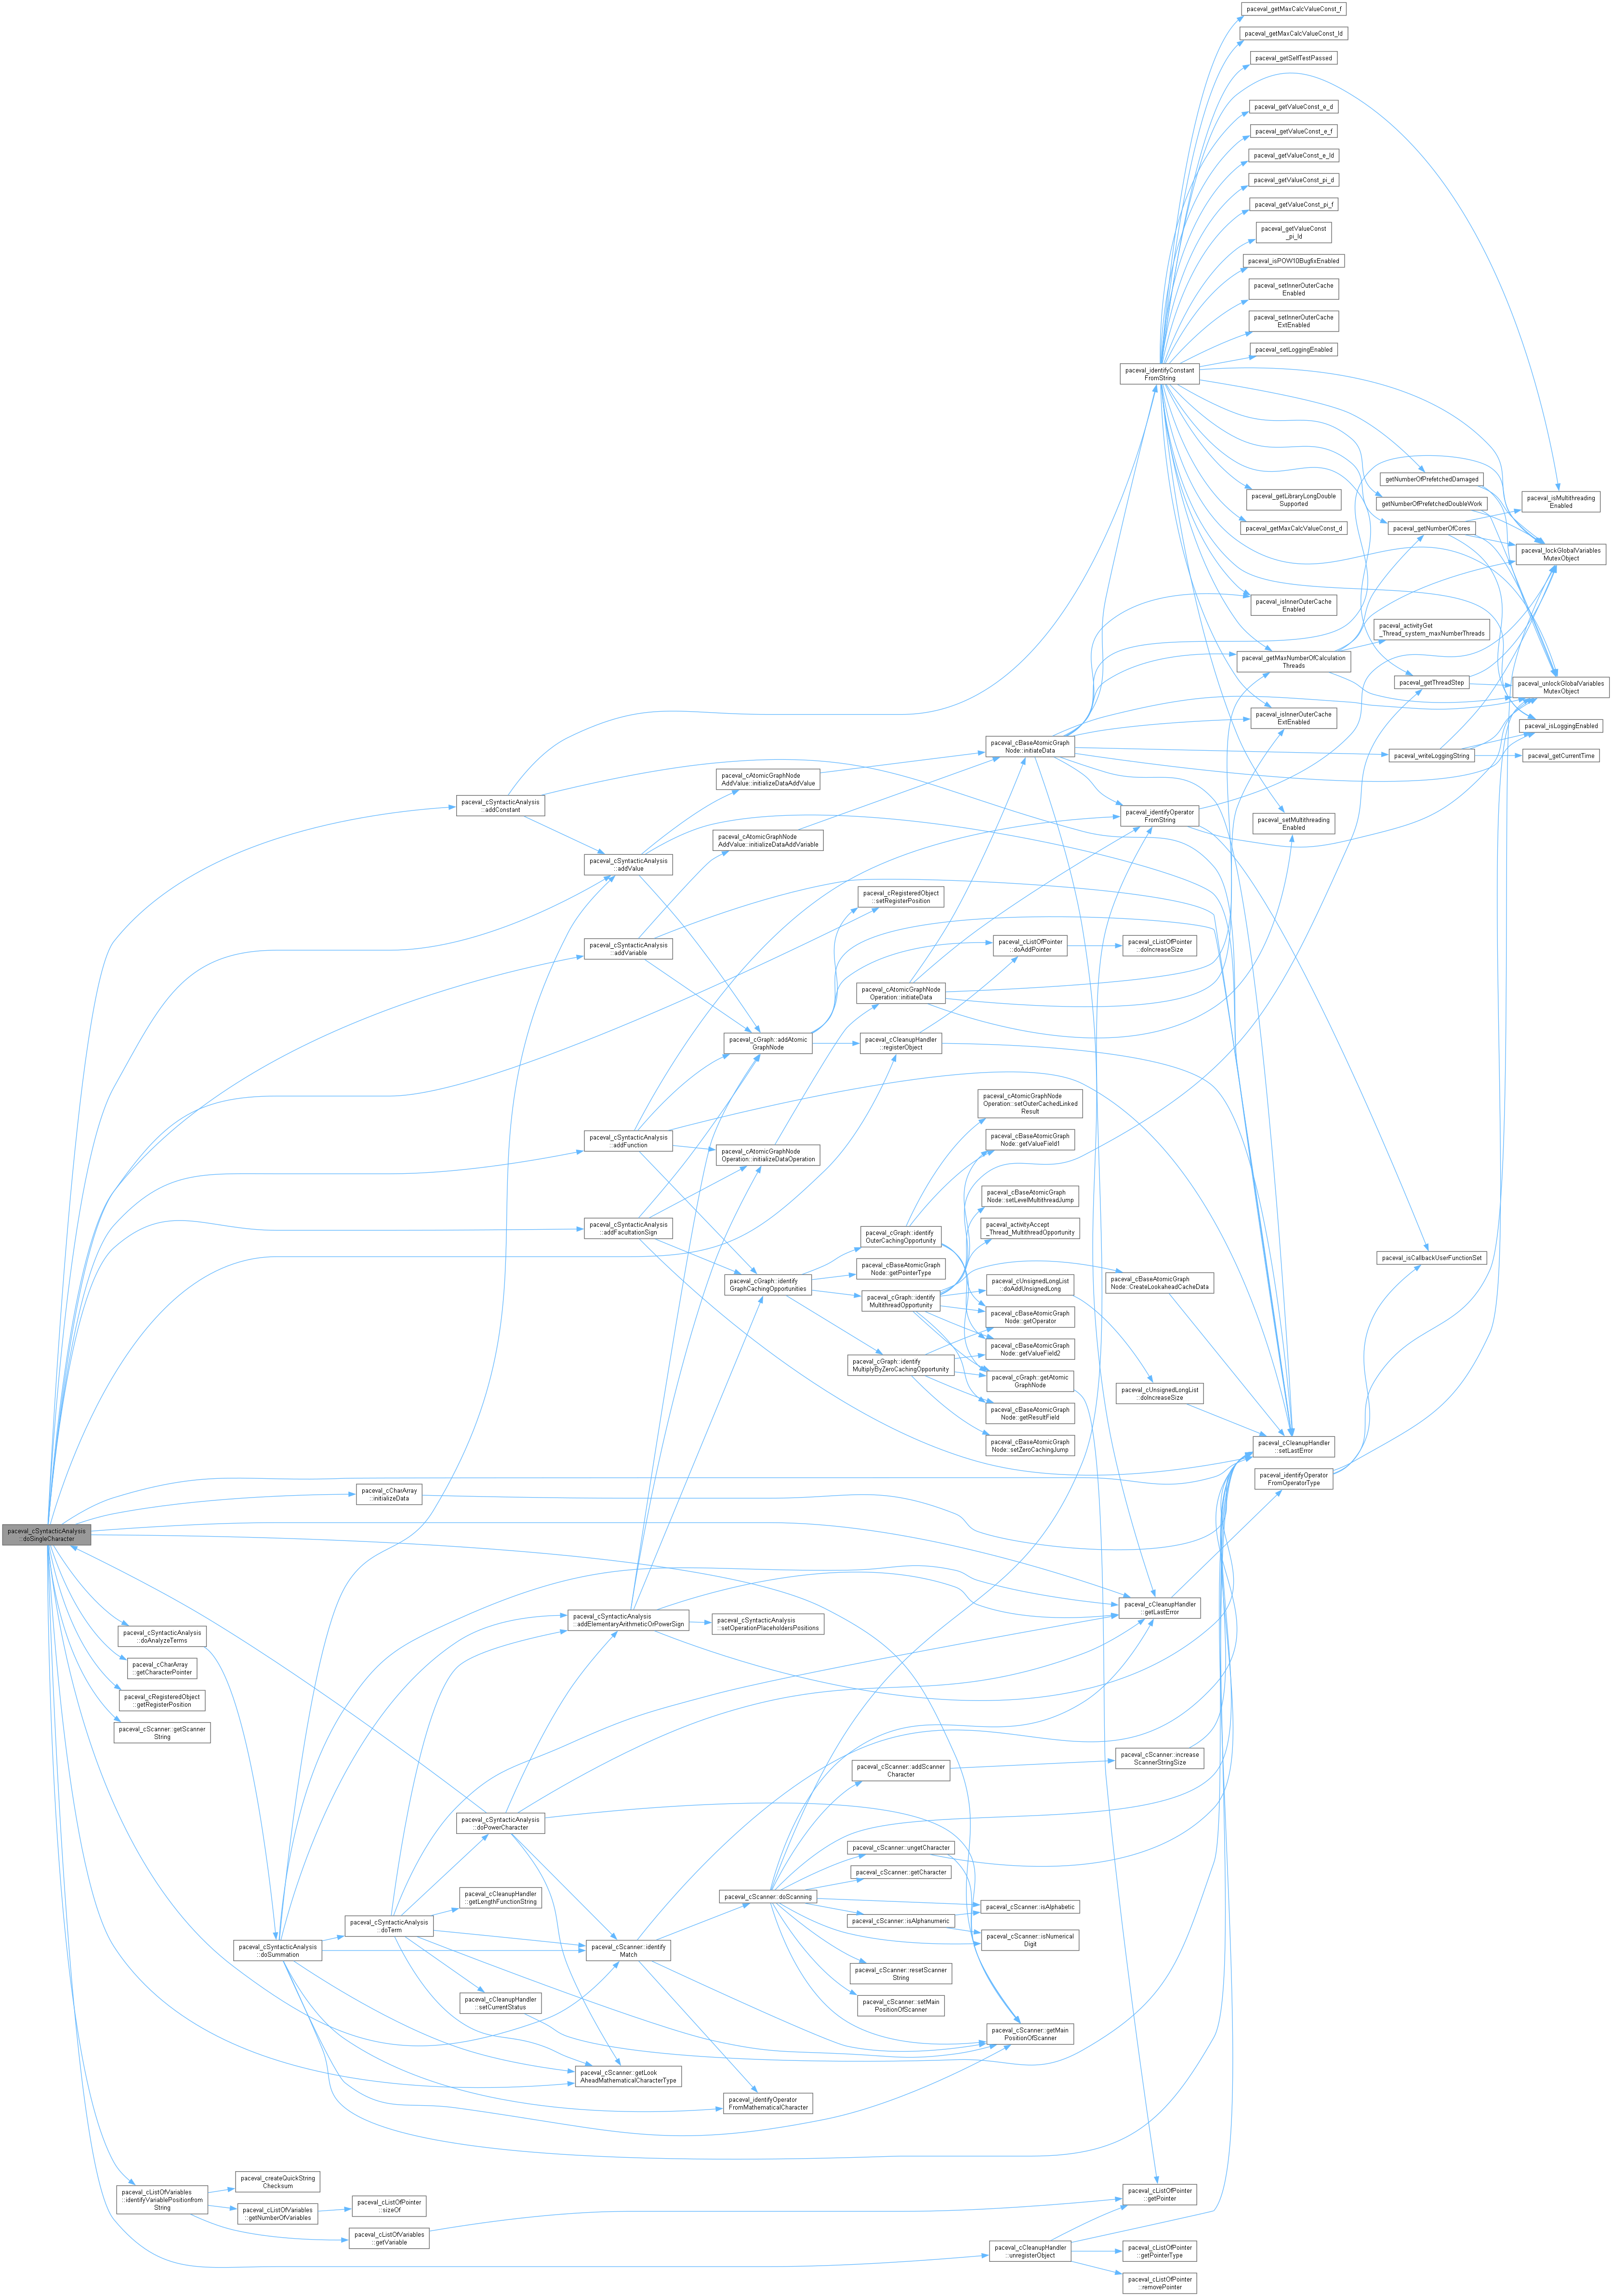 paceval_getMaxCalcValueConst_f
paceval_getMaxCalcValueConst_ld
paceval_getSelfTestPassed
paceval_getValueConst_e_d
paceval_getValueConst_e_f
paceval_getValueConst_e_ld
paceval_getValueConst_pi_d
paceval_getValueConst_pi_f
paceval_getValueConst
_pi_ld
paceval_isPOW10BugfixEnabled
paceval_setInnerOuterCache
Enabled
paceval_setInnerOuterCache
ExtEnabled
paceval_setLoggingEnabled
paceval_identifyConstant
FromString
getNumberOfPrefetchedDamaged
paceval_getLibraryLongDouble
Supported
getNumberOfPrefetchedDoubleWork
paceval_isMultithreading
Enabled
paceval_getMaxCalcValueConst_d
paceval_getNumberOfCores
paceval_lockGlobalVariables
MutexObject
paceval_isInnerOuterCache
Enabled
paceval_activityGet
_Thread_system_maxNumberThreads
paceval_getMaxNumberOfCalculation
Threads
paceval_getThreadStep
paceval_unlockGlobalVariables
MutexObject
paceval_isInnerOuterCache
ExtEnabled
paceval_isLoggingEnabled
paceval_cBaseAtomicGraph
Node::initiateData
paceval_writeLoggingString
paceval_getCurrentTime
paceval_cAtomicGraphNode
AddValue::initializeDataAddValue
paceval_cSyntacticAnalysis
::addConstant
paceval_identifyOperator
FromString
paceval_setMultithreading
Enabled
paceval_cAtomicGraphNode
AddValue::initializeDataAddVariable
paceval_cSyntacticAnalysis
::addValue
paceval_cRegisteredObject
::setRegisterPosition
paceval_cSyntacticAnalysis
::addVariable
paceval_cListOfPointer
::doAddPointer
paceval_cListOfPointer
::doIncreaseSize
paceval_cAtomicGraphNode
Operation::initiateData
paceval_cGraph::addAtomic
GraphNode
paceval_cCleanupHandler
::registerObject
paceval_cAtomicGraphNode
Operation::setOuterCachedLinked
Result
paceval_cSyntacticAnalysis
::addFunction
paceval_cAtomicGraphNode
Operation::initializeDataOperation
paceval_cBaseAtomicGraph
Node::getValueField1
paceval_cBaseAtomicGraph
Node::setLevelMultithreadJump
paceval_cSyntacticAnalysis
::addFacultationSign
paceval_cGraph::identify
OuterCachingOpportunity
paceval_activityAccept
_Thread_MultithreadOpportunity
paceval_isCallbackUserFunctionSet
paceval_cBaseAtomicGraph
Node::getPointerType
paceval_cGraph::identify
GraphCachingOpportunities
paceval_cGraph::identify
MultithreadOpportunity
paceval_cUnsignedLongList
::doAddUnsignedLong
paceval_cBaseAtomicGraph
Node::CreateLookaheadCacheData
paceval_cBaseAtomicGraph
Node::getOperator
paceval_cBaseAtomicGraph
Node::getValueField2
paceval_cGraph::identify
MultiplyByZeroCachingOpportunity
paceval_cGraph::getAtomic
GraphNode
paceval_cUnsignedLongList
::doIncreaseSize
paceval_cBaseAtomicGraph
Node::getResultField
paceval_cBaseAtomicGraph
Node::setZeroCachingJump
paceval_cCleanupHandler
::setLastError
paceval_identifyOperator
FromOperatorType
paceval_cCharArray
::initializeData
paceval_cSyntacticAnalysis
::doSingleCharacter
paceval_cCleanupHandler
::getLastError
paceval_cSyntacticAnalysis
::addElementaryArithmeticOrPowerSign
paceval_cSyntacticAnalysis
::setOperationPlaceholdersPositions
paceval_cSyntacticAnalysis
::doAnalyzeTerms
paceval_cCharArray
::getCharacterPointer
paceval_cRegisteredObject
::getRegisterPosition
paceval_cScanner::getScanner
String
paceval_cScanner::increase
ScannerStringSize
paceval_cScanner::addScanner
Character
paceval_cSyntacticAnalysis
::doPowerCharacter
paceval_cScanner::ungetCharacter
paceval_cScanner::getCharacter
paceval_cCleanupHandler
::getLengthFunctionString
paceval_cScanner::doScanning
paceval_cScanner::isAlphabetic
paceval_cSyntacticAnalysis
::doTerm
paceval_cScanner::isAlphanumeric
paceval_cScanner::isNumerical
Digit
paceval_cSyntacticAnalysis
::doSummation
paceval_cScanner::identify
Match
paceval_cScanner::resetScanner
String
paceval_cCleanupHandler
::setCurrentStatus
paceval_cScanner::setMain
PositionOfScanner
paceval_cScanner::getMain
PositionOfScanner
paceval_cScanner::getLook
AheadMathematicalCharacterType
paceval_identifyOperator
FromMathematicalCharacter
paceval_createQuickString
Checksum
paceval_cListOfVariables
::identifyVariablePositionfrom
String
paceval_cListOfVariables
::getNumberOfVariables
paceval_cListOfPointer
::sizeOf
paceval_cListOfPointer
::getPointer
paceval_cListOfVariables
::getVariable
paceval_cCleanupHandler
::unregisterObject
paceval_cListOfPointer
::getPointerType
paceval_cListOfPointer
::removePointer